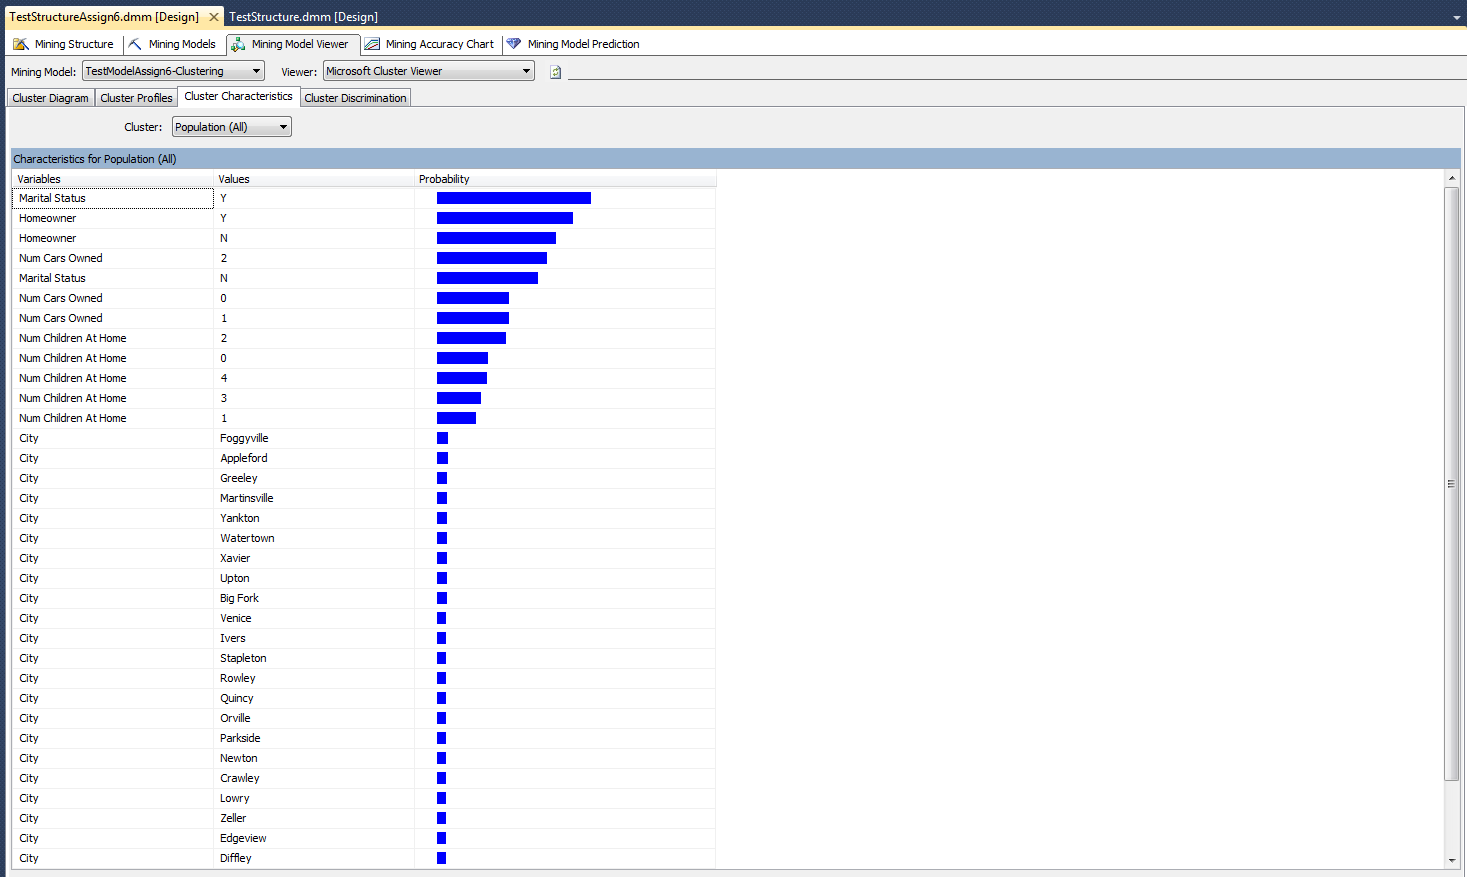 TestStructureAssign6.dmm [Design] TestStructure.dmm [Design]
Mining Structure Mining Models Mining Model Viewer Mining Accuracy Chart Mining Model Prediction
Mining Model: TestModelAssign6-Clustering Viewer: Microsoft Cluster Viewer
Cluster Diagram Cluster Profiles Cluster Characteristics Cluster Discrimination
Cluster: Population (All)
Characteristics for Population (All)
Variables Values Probability
Marital Status Y
Homeowner Y
Homeowner N
Num Cars Owned 2
Marital Status N
Num Cars Owned 0
Num Cars Owned 1
Num Children At Home 2
Num Children At Home 0
Num Children At Home 4
Num Children At Home 3
Num Children At Home 1
City Foggyville
City Appleford
City Greeley
City Martinsville
City Yankton
City Watertown
City Xavier
City Upton
City Big Fork
City Venice
City Ivers
City Stapleton
City Rowley
City Quincy
City Orville
City Parkside
City Newton
City Crawley
City Lowry
City Zeller
City Edgeview
City Diffley